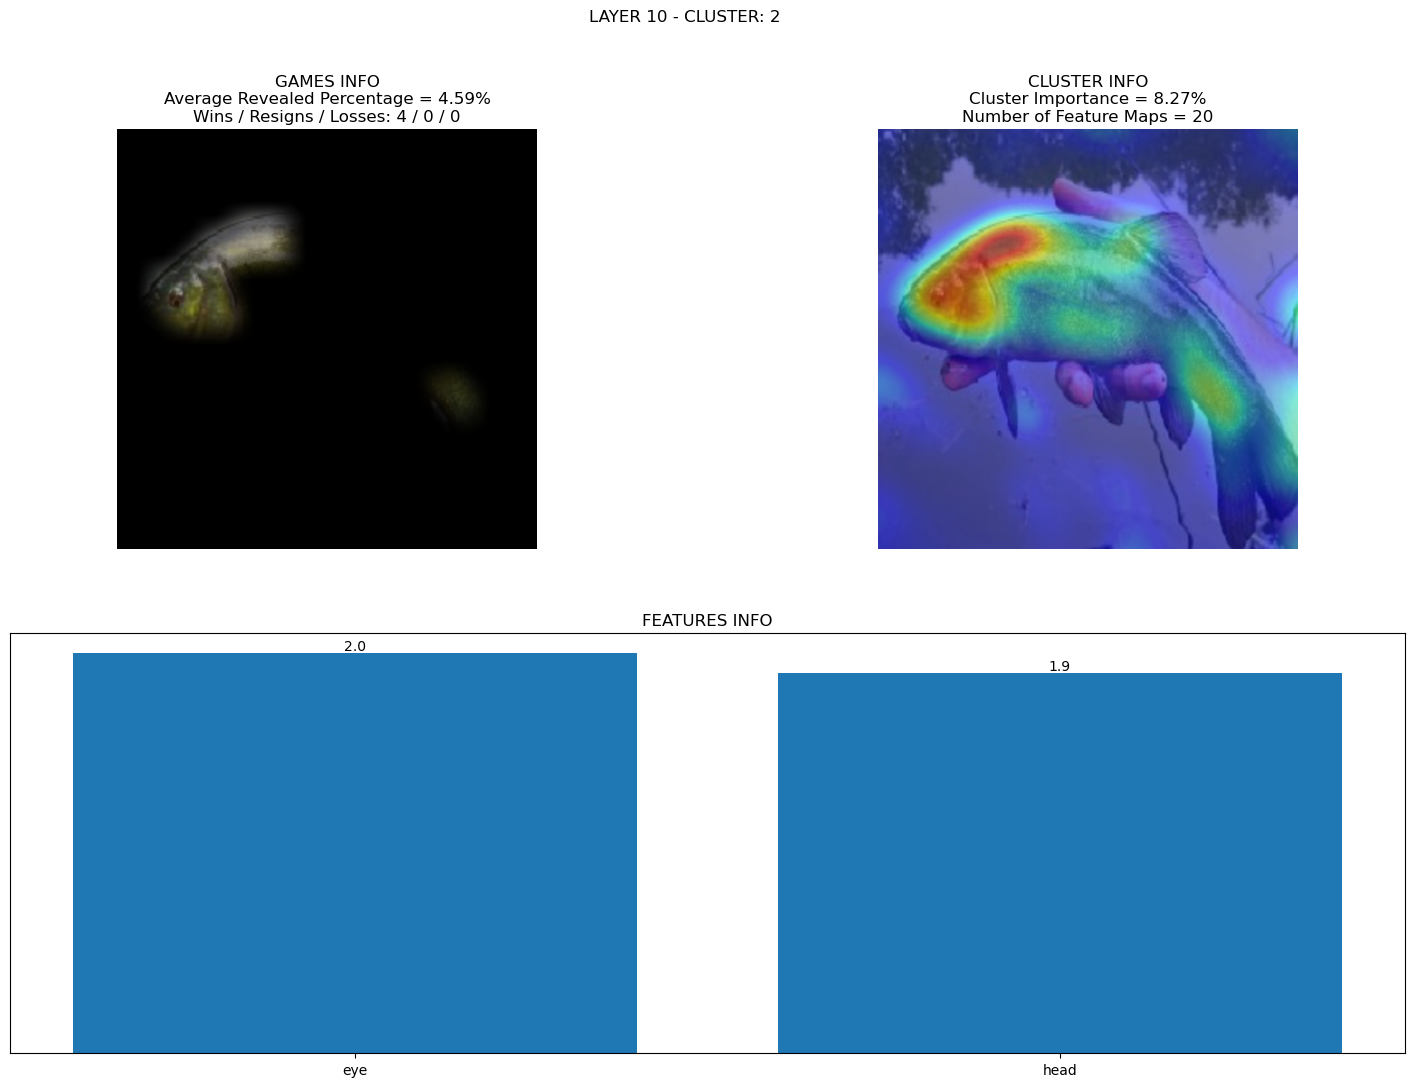 LAYER 10 - CLUSTER: 2
GAMES INFO
Average Revealed Percentage = 4.59%
Wins / Resigns / Losses: 4 / 0 / 0
CLUSTER INFO
Cluster Importance = 8.27%
Number of Feature Maps = 20
FEATURES INFO
2.0
1.9
eye
head